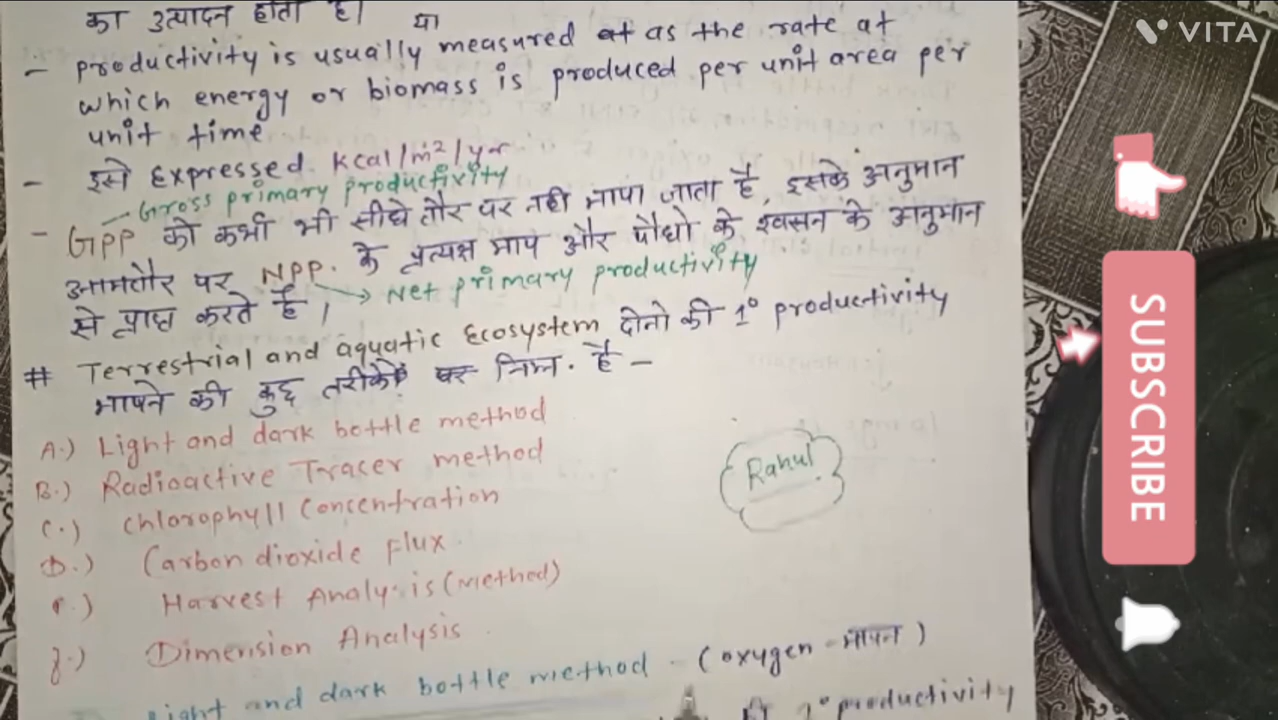 का उत्पादन होता है।
या
VITA
- productivity is usually measured at as the rate at
which energy or biomass is produced per unit area per
unit time
- इसे Expressed. Kcal/m²/yr
Gross primary productivity
- GPP को कभी भी सीधे तौर पर नही मापा जाता है, इसके अनुमान
आमतौर पर NPP. के प्रत्यक्ष माप और पौधो के श्वसन के अनुमान
→ Net primary productivity
से प्राप्त करते है।
# Terrestrial and aquatic Ecosystem दोनो की 1° productivity
मापने की कुछ तरीके पर निम्न. है -
A.) Light and dark bottle method
B.) Radioactive Tracer method
C.) Chlorophyll Concentration
D.) Carbon dioxide Flux.
Harvest Analysis (Method)
Dimension Analysis.
Rahul
SUBSCRIBE
Light and dark bottle method - (oxygen - मापन)
1° productivity